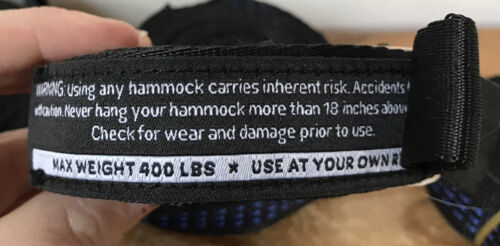 WARNING: Using any hammock carries inherent risk. Accidents
Never hang your hammock more than 18 inches above
Check for wear and damage prior to use.
MAX WEIGHT 400 LBS ★ USE AT YOUR OWN